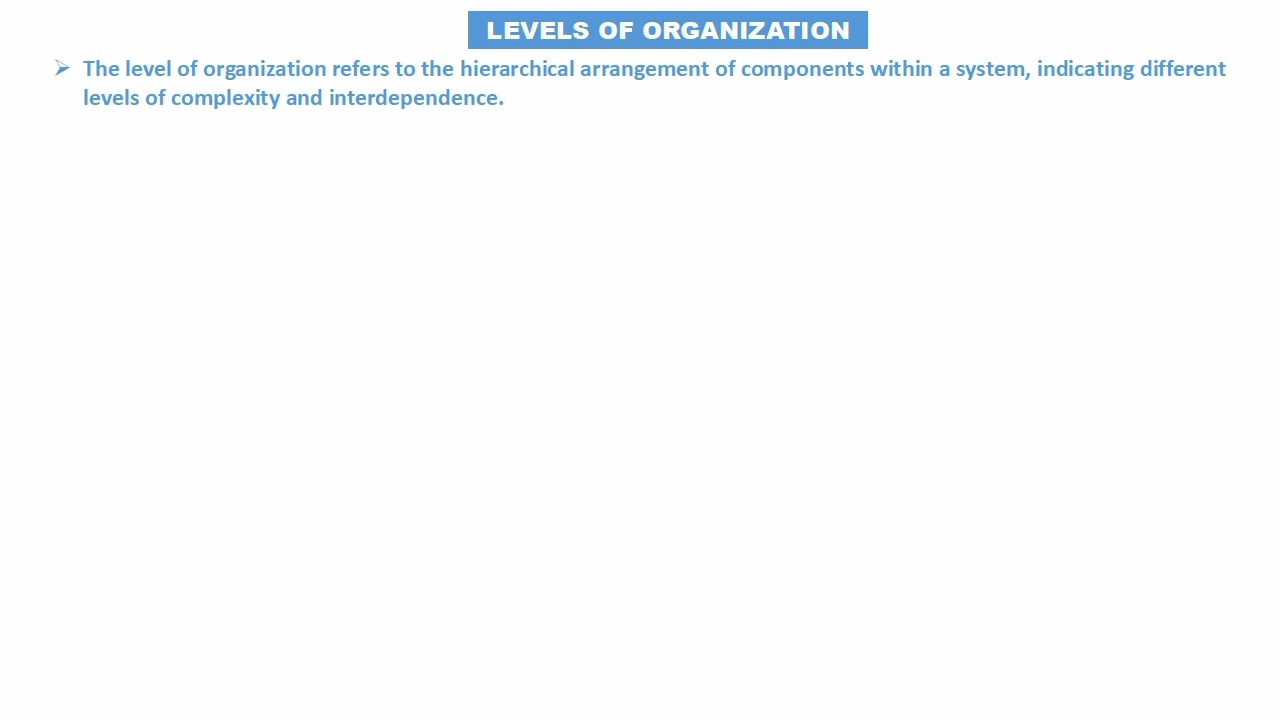 LEVELS OF ORGANIZATION
➢ The level of organization refers to the hierarchical arrangement of components within a system, indicating different
levels of complexity and interdependence.